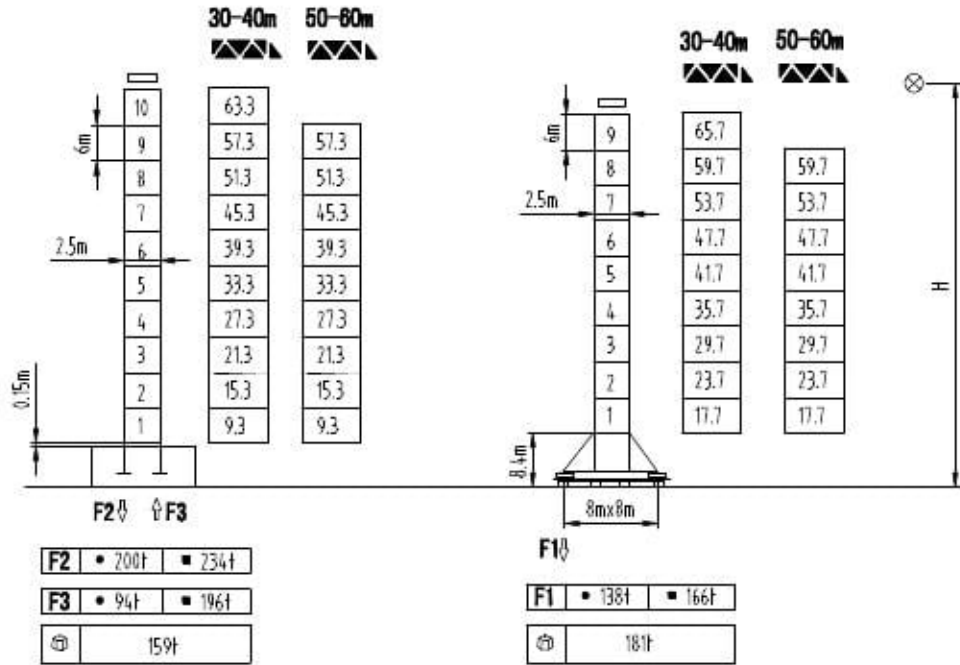 30-40m 50-60m
10 63.3
6m 9 57.3 57.3
8 51.3 51.3
7 45.3 45.3
2.5m 6 39.3 39.3
5 33.3 33.3
4 27.3 27.3
3 21.3 21.3
0.15m 2 15.3 15.3
1 9.3 9.3
F2 F3
F2 200t 234t
F3 94t 196t
159t
30-40m 50-60m
6m 9 65.7
8 59.7 59.7
2.5m 7 53.7 53.7
6 47.7 47.7
5 41.7 41.7
4 35.7 35.7
3 29.7 29.7
2 23.7 23.7
1 17.7 17.7
8.4m
8mx8m
H
F1
F1 138t 166t
181t